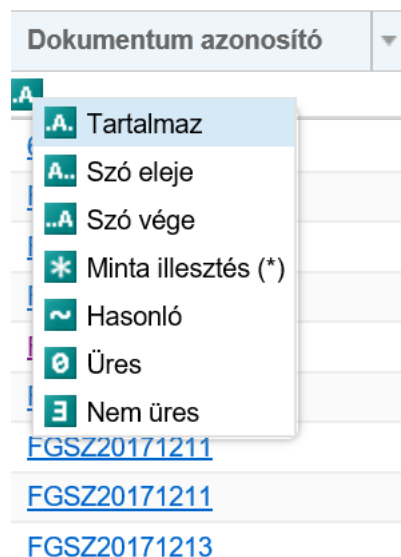 Dokumentum azonosító
.A
.A. Tartalmaz
A.. Szó eleje
..A Szó vége
* Minta illesztés (*)
~ Hasonló
0 Üres
∃ Nem üres
FGSZ20171211
FGSZ20171211
FGSZ20171213